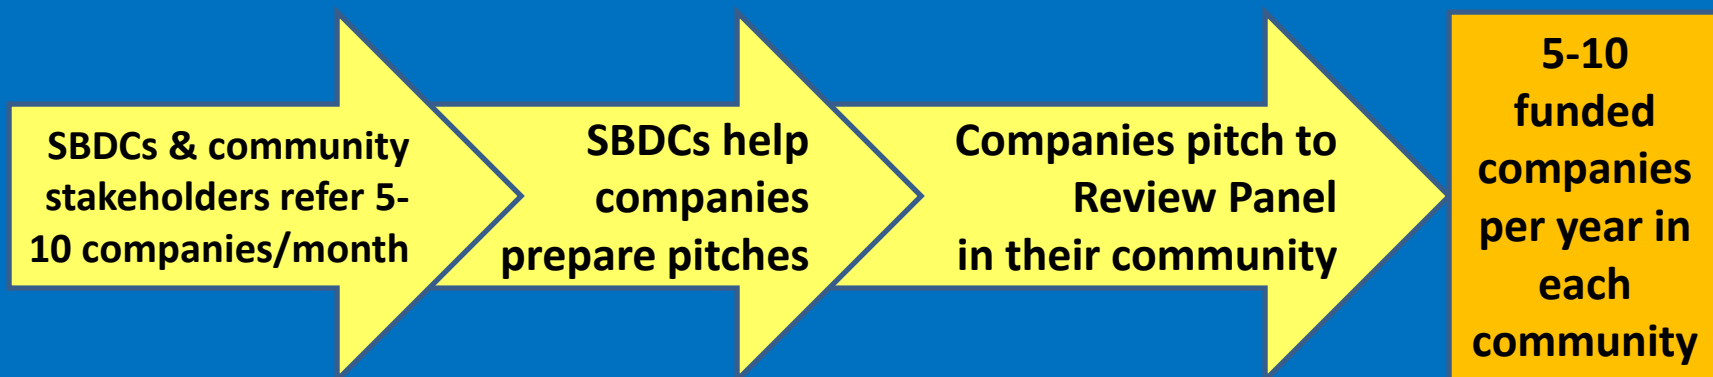 SBDCs & community
stakeholders refer 5-
10 companies/month
SBDCs help
companies
prepare pitches
Companies pitch to
Review Panel
in their community
5-10
funded
companies
per year in
each
community